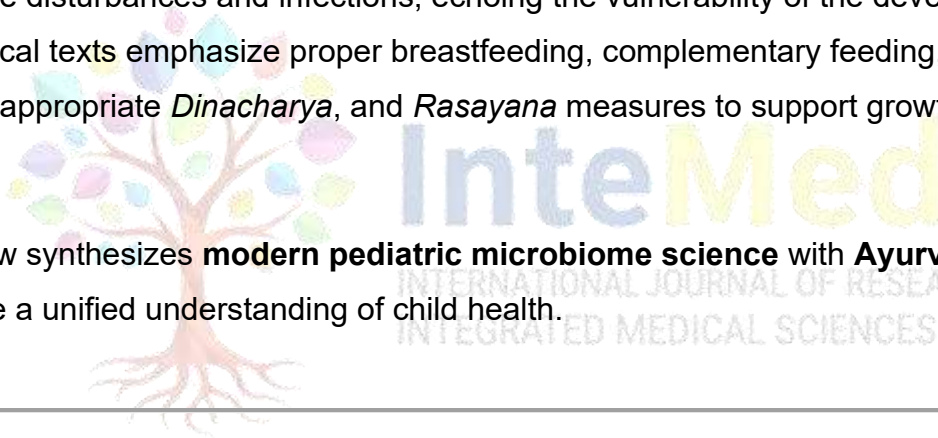 e disturbances and infections, echoing the vulnerability of the deve
cal texts emphasize proper breastfeeding, complementary feeding
appropriate Dinacharya, and Rasayana measures to support grow
InteMed
w synthesizes modern pediatric microbiome science with Ayurv
INTERNATIONAL JOURNAL OF RESEA
e a unified understanding of child health.
INTEGRATED MEDICAL SCIENCES